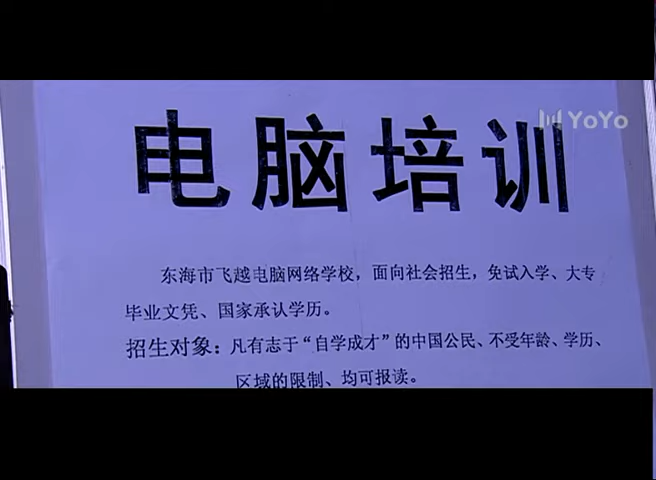 YoYo
电脑培训
东海市飞越电脑网络学校，面向社会招生，免试入学、大专
毕业文凭、国家承认学历。
招生对象：凡有志于“自学成才”的中国公民、不受年龄、学历、
区域的限制、均可报读。